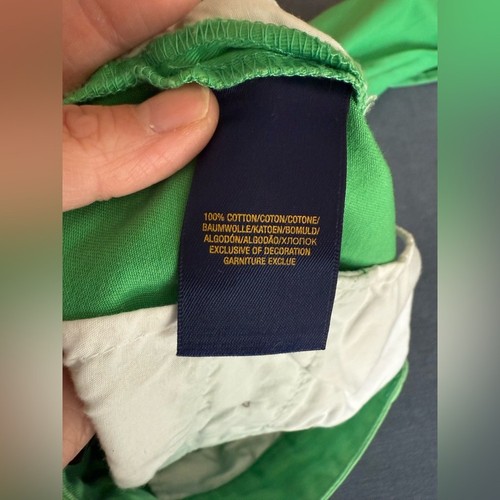 100% COTTON/COTON/COTONE/
BAUMWOLLE/KATOEN/BOMULD/
ALGODÓN/ALGODÃO/ХЛОПОК
EXCLUSIVE OF DECORATION
GARNITURE EXCLUE